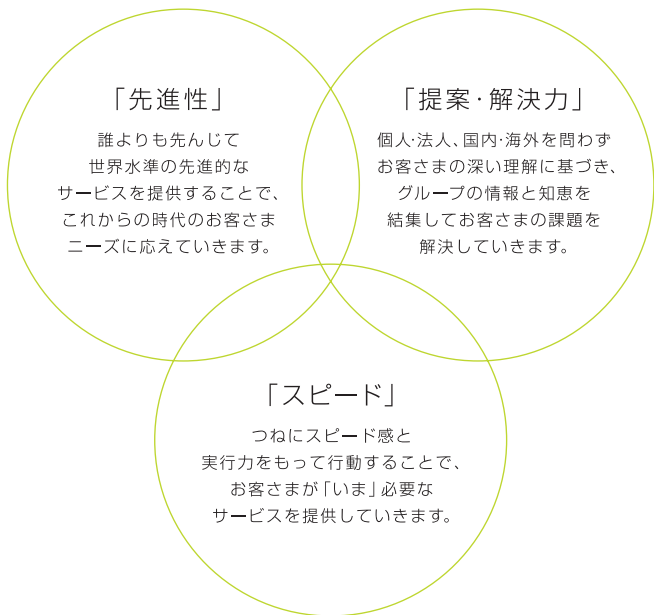 「先進性」
誰よりも先んじて
世界水準の先進的な
サービスを提供することで、
これからの時代のお客さま
ニーズに応えていきます。
「提案・解決力」
個人・法人、国内・海外を問わず
お客さまの深い理解に基づき、
グループの情報と知恵を
結集してお客さまの課題を
解決していきます。
「スピード」
つねにスピード感と
実行力をもって行動することで、
お客さまが「いま」必要な
サービスを提供していきます。